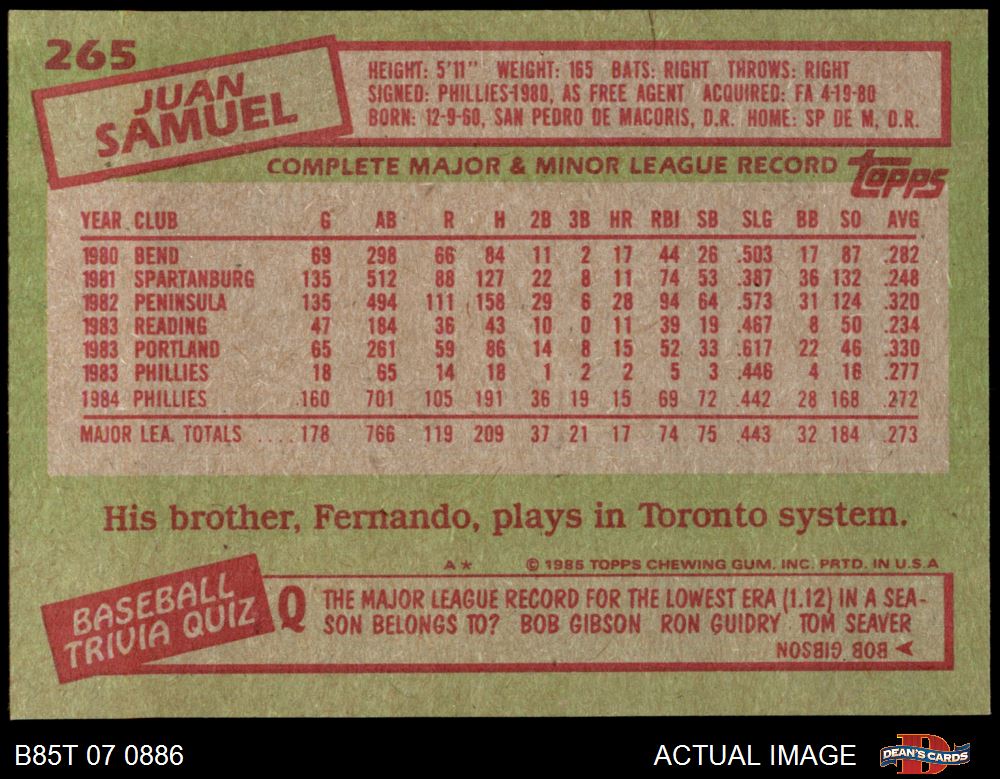 265
JUAN
SAMUEL
HEIGHT: 5'11" WEIGHT: 165 BATS: RIGHT THROWS: RIGHT
SIGNED: PHILLIES-1980, AS FREE AGENT ACQUIRED: FA 4-19-80
BORN: 12-9-60, SAN PEDRO DE MACORIS, D.R. HOME: SP DE M, D.R.
COMPLETE MAJOR & MINOR LEAGUE RECORD topps
YEAR CLUB G AB R H 2B 3B HR RBI SB SLG BB SO AVG
1980 BEND 69 298 66 84 11 2 17 44 26 .503 17 87 .282
1981 SPARTANBURG 135 512 88 127 22 8 11 74 53 .387 36 132 .248
1982 PENINSULA 135 494 111 158 29 6 28 94 64 .573 31 124 .320
1983 READING 47 184 36 43 10 0 11 39 19 .467 8 50 .234
1983 PORTLAND 65 261 59 86 14 8 15 52 33 .617 22 46 .330
1983 PHILLIES 18 65 14 18 1 2 2 5 3 .446 4 16 .277
1984 PHILLIES 160 701 105 191 36 19 15 69 72 .442 28 168 .272
MAJOR LEA. TOTALS ....178 766 119 209 37 21 17 74 75 .443 32 184 .273
His brother, Fernando, plays in Toronto system.
A* © 1985 TOPPS CHEWING GUM. INC. PRTD. IN U.S.A
BASEBALL
TRIVIA QUIZ
Q THE MAJOR LEAGUE RECORD FOR THE LOWEST ERA (1.12) IN A SEA-
SON BELONGS TO? BOB GIBSON RON GUIDRY TOM SEAVER
BOB GIBSON
B85T 07 0886 ACTUAL IMAGE DEAN'S CARDS